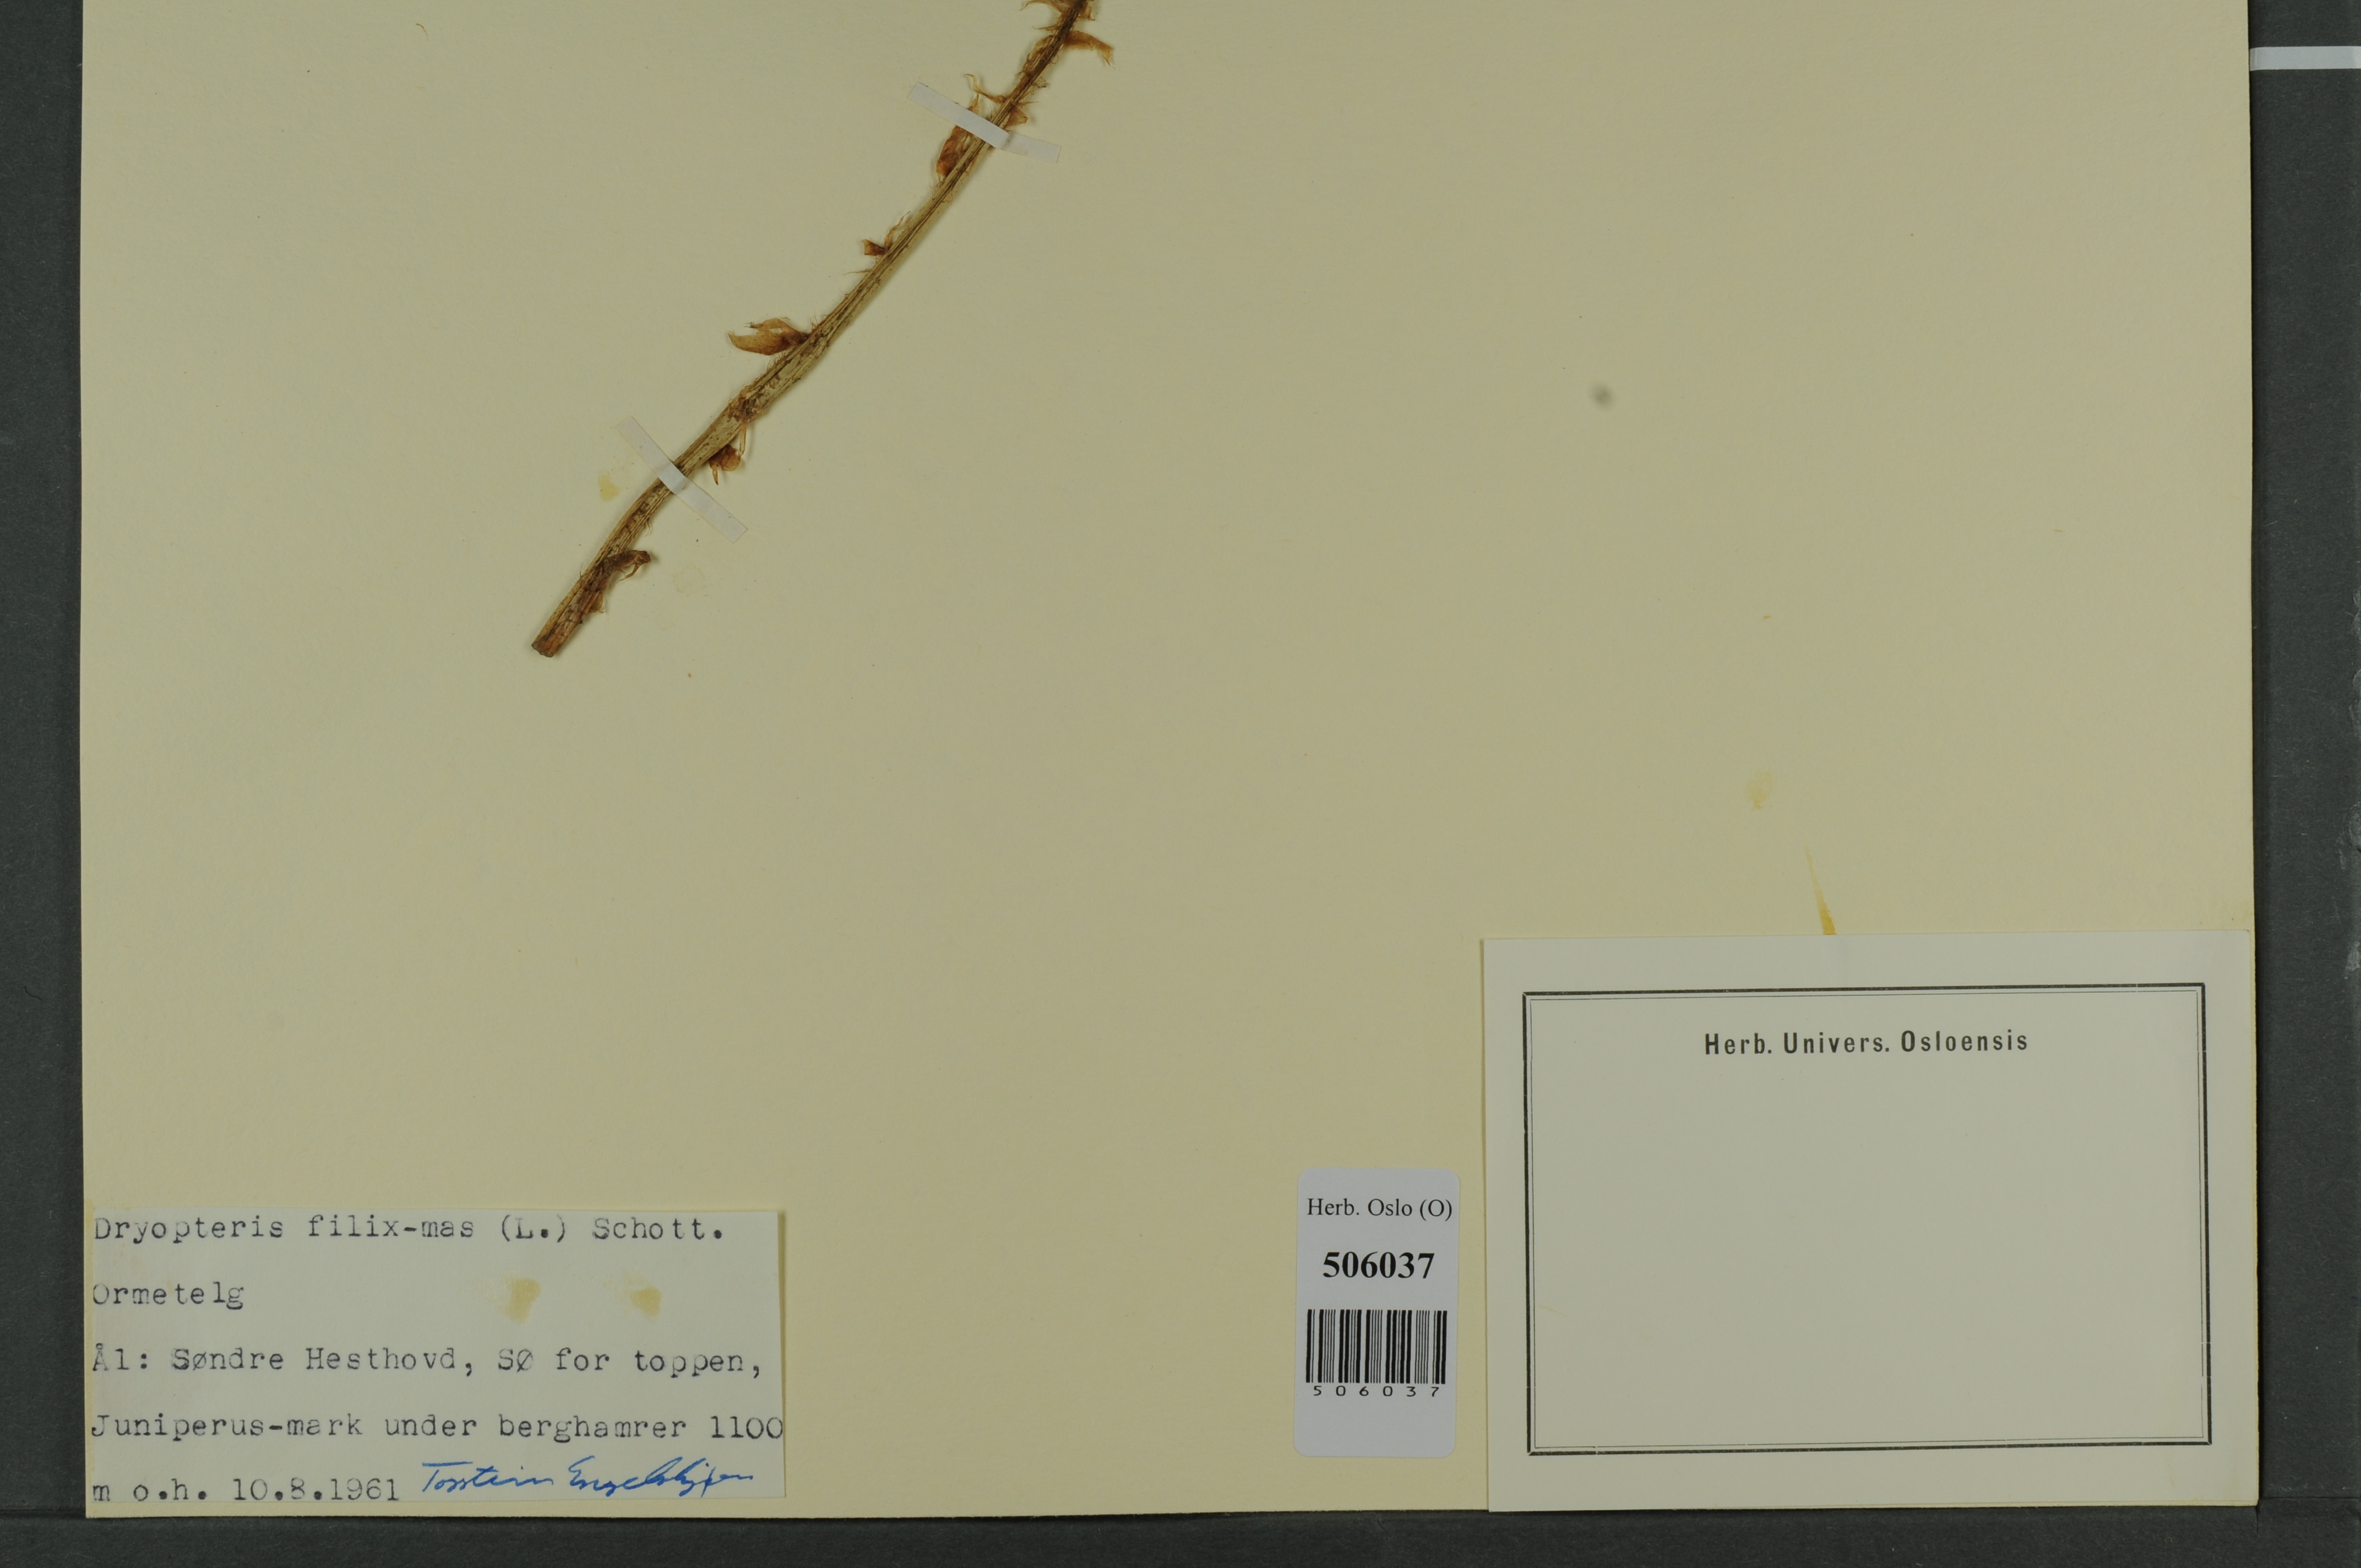 Dryopteris filix-mas (L.) Schott.
Ormetelg
Ål: Søndre Hesthovd, SØ for toppen,
Juniperus-mark under berghamrer 1100
m o.h. 10.8.1961 Torstein Engelskjøn
Herb. Oslo (O)
506037
506037
Herb. Univers. Osloensis